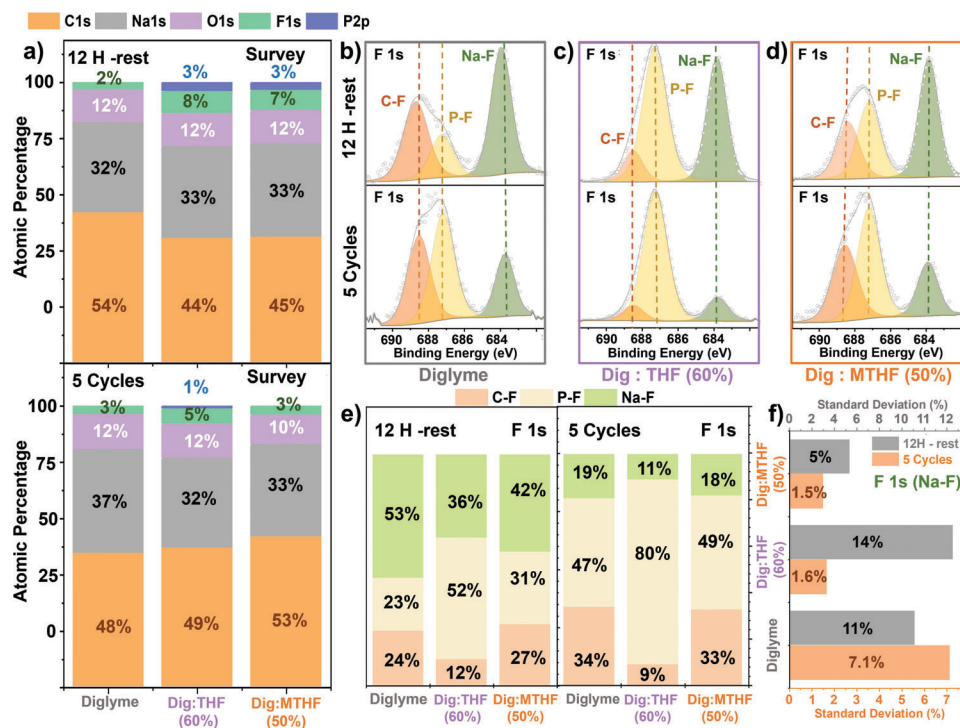 C1s Na1s O1s F1s P2p
a)
12 H -rest Survey
3% 3%
100 2% 8% 7%
12% 12% 12%
75
32% 33% 33%
50
25
0 54% 44% 45%
Atomic Percentage
5 Cycles Survey
1%
100 3% 5% 3%
12% 12% 10%
75
37% 32% 33%
50
25
0 48% 49% 53%
Atomic Percentage
Diglyme Dig:THF Dig:MTHF
(60%) (50%)
b)
12 H -rest
F 1s
Na-F
C-F
P-F
5 Cycles
F 1s
690 688 686 684
Binding Energy (eV)
Diglyme
c)
F 1s
Na-F
P-F
C-F
F 1s
690 688 686 684
Binding Energy (eV)
Dig : THF (60%)
d)
F 1s
Na-F
P-F
C-F
F 1s
690 688 686 684
Binding Energy (eV)
Dig : MTHF (50%)
e)
C-F P-F Na-F
12 H -rest F 1s
53% 36% 42%
23% 52% 31%
24% 12% 27%
Diglyme Dig:THF Dig:MTHF
(60%) (50%)
5 Cycles F 1s
19% 11% 18%
47% 80% 49%
34% 9% 33%
Diglyme Dig:THF Dig:MTHF
(60%) (50%)
f)
Standard Deviation (%)
0 2 4 6 8 10 12
12H - rest
5 Cycles
F 1s (Na-F)
Dig:MTHF
(50%)
5%
1.5%
Dig:THF
(60%)
14%
1.6%
Diglyme
11%
7.1%
0 1 2 3 4 5 6 7
Standard Deviation (%)